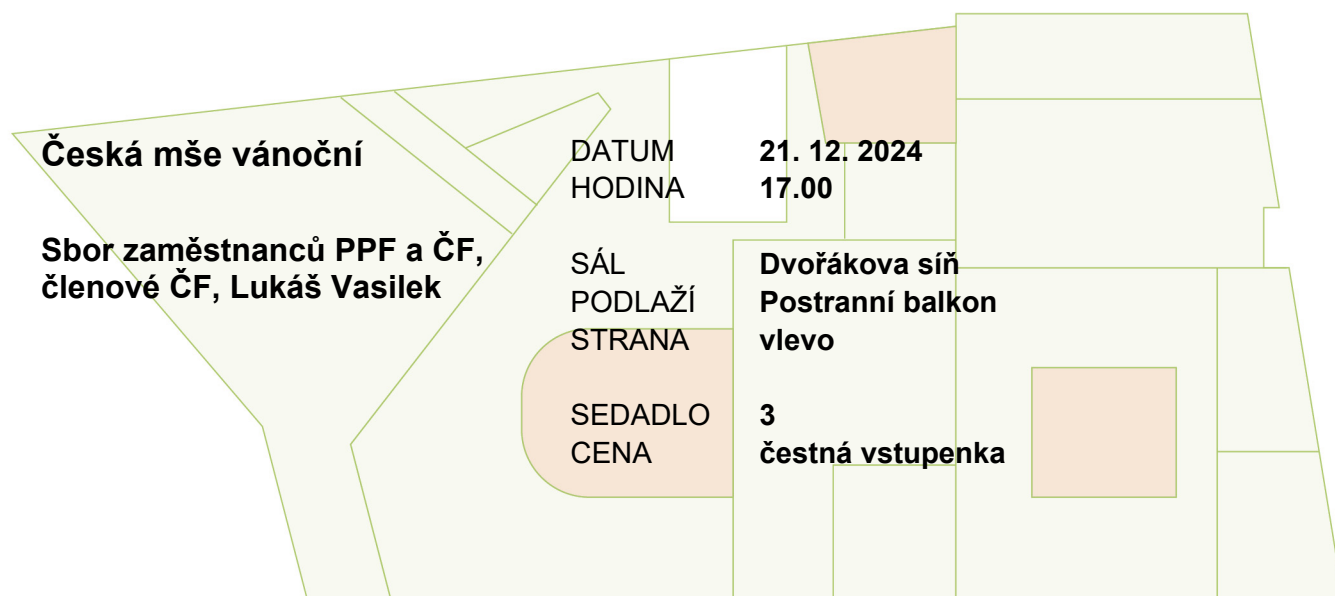 Česká mše vánoční
Sbor zaměstnanců PPF a ČF,
členové ČF, Lukáš Vasilek
DATUM 21. 12. 2024
HODINA 17.00
SÁL Dvořákova síň
PODLAŽÍ Postranní balkon
STRANA vlevo
SEDADLO 3
CENA čestná vstupenka